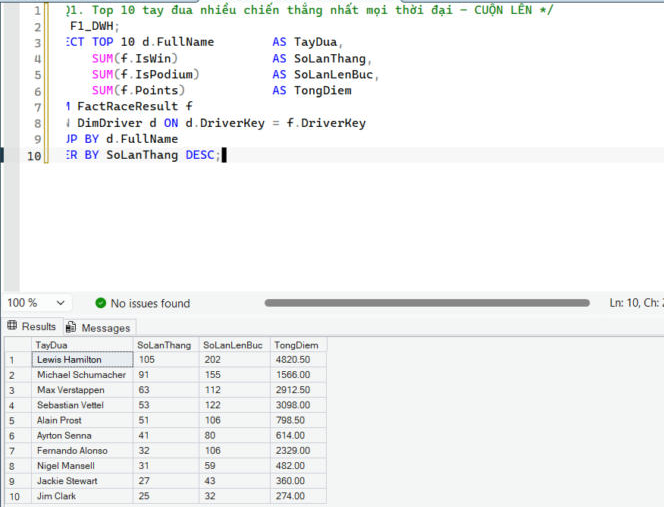 1 Q1. Top 10 tay đua nhiều chiến thắng nhất mọi thời đại – CUỘN LÊN */
2 F1_DWH;
3 ECT TOP 10 d.FullName AS TayDua,
4 SUM(f.IsWin) AS SoLanThang,
5 SUM(f.IsPodium) AS SoLanLenBuc,
6 SUM(f.Points) AS TongDiem
7 M FactRaceResult f
8 N DimDriver d ON d.DriverKey = f.DriverKey
9 UP BY d.FullName
10 ER BY SoLanThang DESC;
100 % No issues found Ln: 10, Ch:
Results Messages
TayDua SoLanThang SoLanLenBuc TongDiem
1 Lewis Hamilton 105 202 4820.50
2 Michael Schumacher 91 155 1566.00
3 Max Verstappen 63 112 2912.50
4 Sebastian Vettel 53 122 3098.00
5 Alain Prost 51 106 798.50
6 Ayrton Senna 41 80 614.00
7 Fernando Alonso 32 106 2329.00
8 Nigel Mansell 31 59 482.00
9 Jackie Stewart 27 43 360.00
10 Jim Clark 25 32 274.00